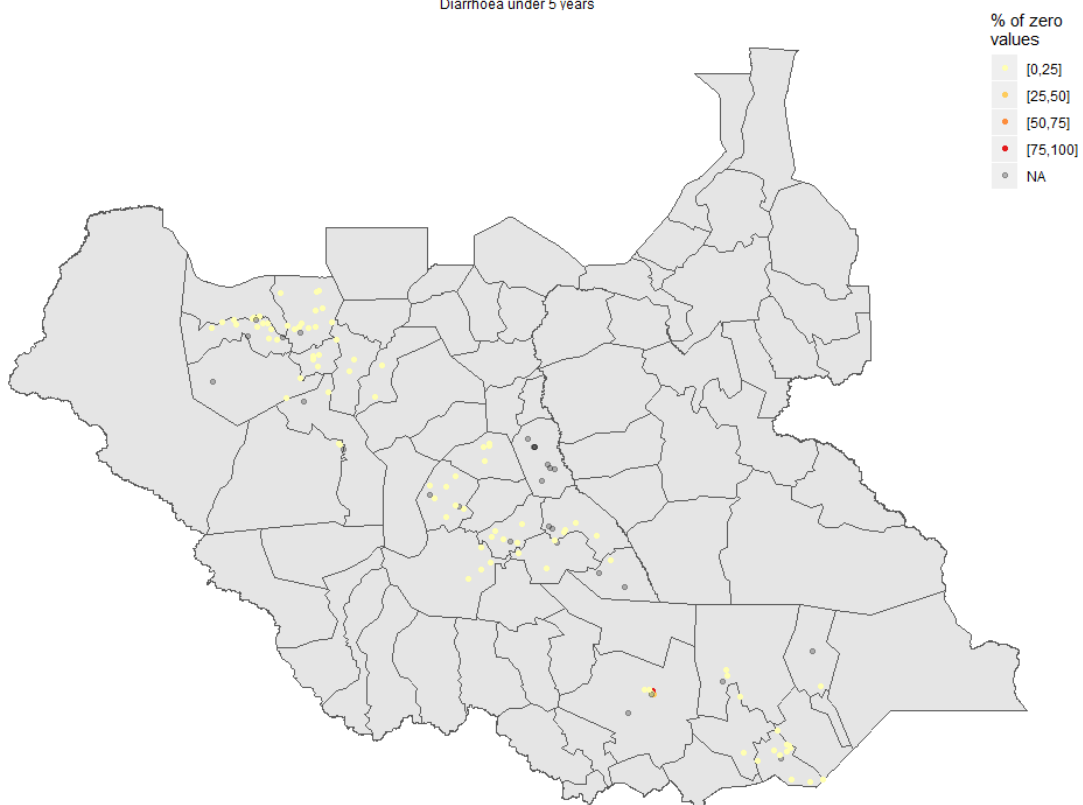 Diarrhoea under 5 years
% of zero
values
[0,25]
[25,50]
[50,75]
[75,100]
NA